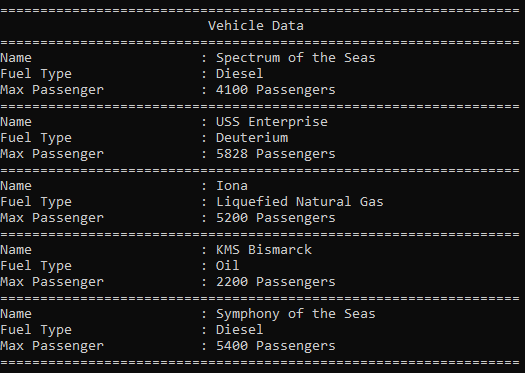 =================================================================
Vehicle Data
=================================================================
Name : Spectrum of the Seas
Fuel Type : Diesel
Max Passenger : 4100 Passengers
=================================================================
Name : USS Enterprise
Fuel Type : Deuterium
Max Passenger : 5828 Passengers
=================================================================
Name : Iona
Fuel Type : Liquefied Natural Gas
Max Passenger : 5200 Passengers
=================================================================
Name : KMS Bismarck
Fuel Type : Oil
Max Passenger : 2200 Passengers
=================================================================
Name : Symphony of the Seas
Fuel Type : Diesel
Max Passenger : 5400 Passengers
=================================================================